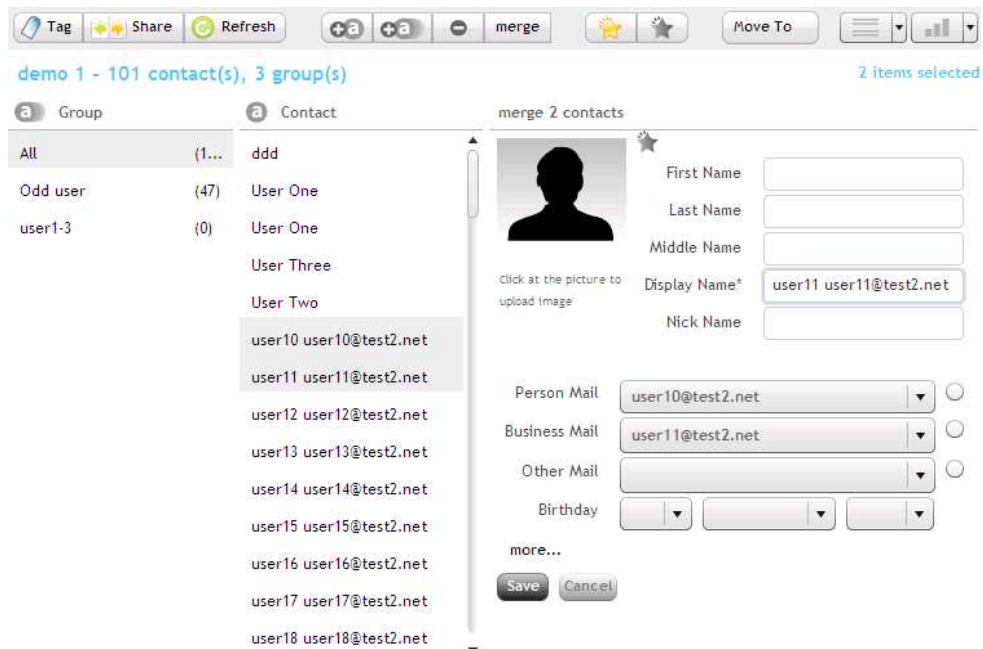 Tag Share Refresh merge Move To
demo 1 - 101 contact(s), 3 group(s)
2 items selected
a Group
All (1...
Odd user (47)
user1-3 (0)
a Contact
ddd
User One
User One
User Three
User Two
user10 user10@test2.net
user11 user11@test2.net
user12 user12@test2.net
user13 user13@test2.net
user14 user14@test2.net
user15 user15@test2.net
user16 user16@test2.net
user17 user17@test2.net
user18 user18@test2.net
merge 2 contacts
Click at the picture to
upload image
First Name
Last Name
Middle Name
Display Name* user11 user11@test2.net
Nick Name
Person Mail user10@test2.net
Business Mail user11@test2.net
Other Mail
Birthday
more...
Save Cancel